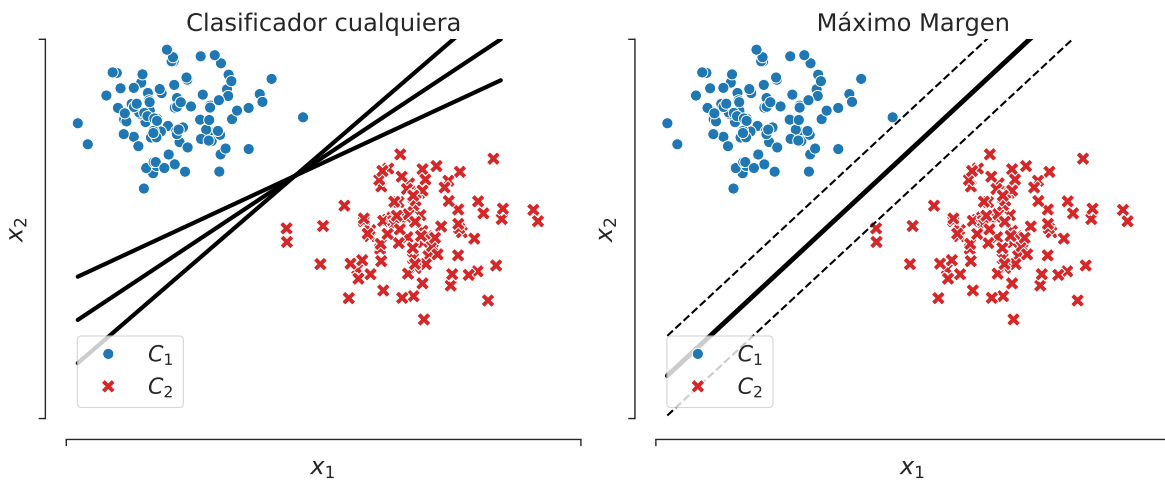 Clasificador cualquiera
x₂
C₁
C₂
x₁
Máximo Margen
x₂
C₁
C₂
x₁